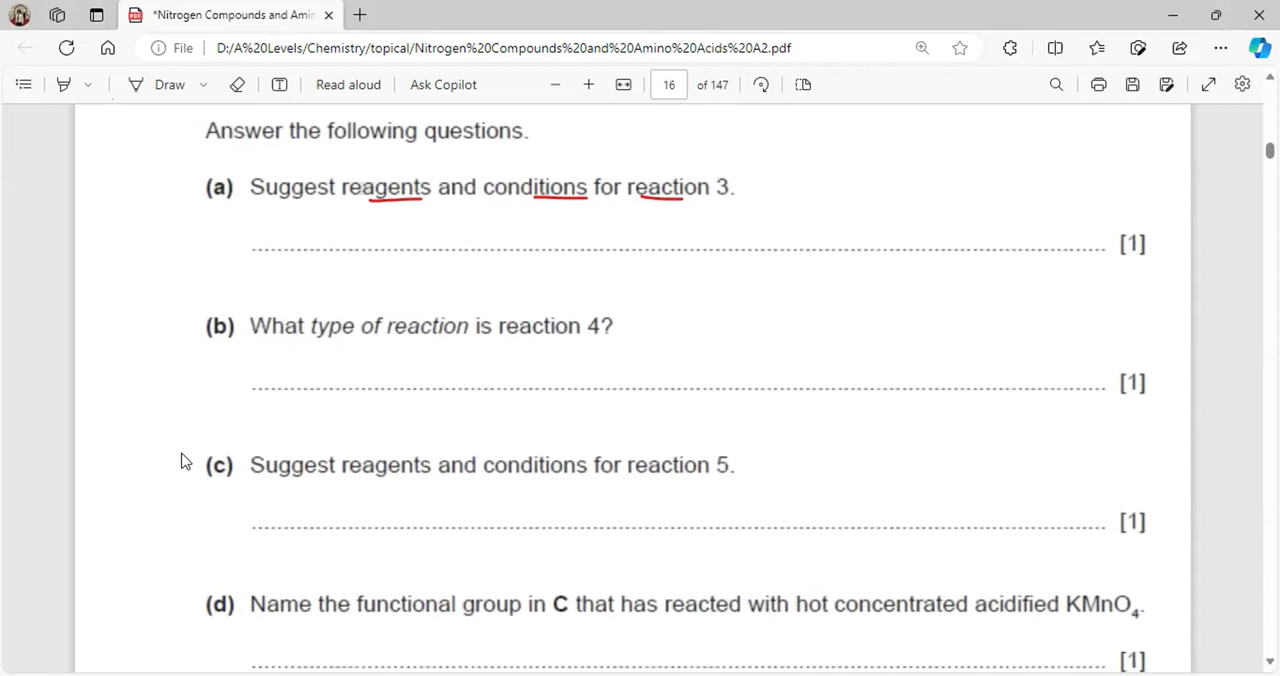 *Nitrogen Compounds and Amin
File D:/A%20Levels/Chemistry/topical/Nitrogen%20Compounds%20and%20Amino%20Acids%20A2.pdf
Draw Read aloud Ask Copilot 16 of 147
Answer the following questions.
(a) Suggest reagents and conditions for reaction 3.
[1]
(b) What type of reaction is reaction 4?
[1]
(c) Suggest reagents and conditions for reaction 5.
[1]
(d) Name the functional group in C that has reacted with hot concentrated acidified KMnO₄.
[1]